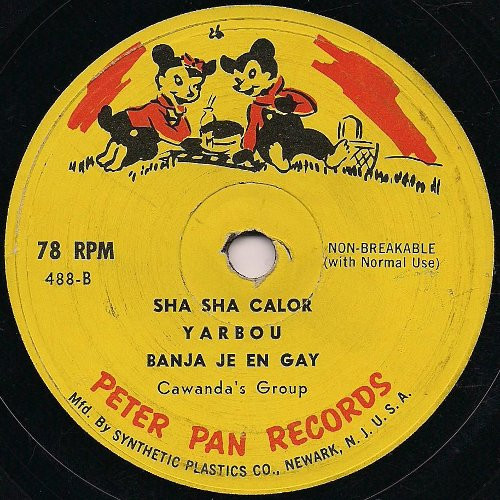 26
78 RPM
488-B
NON-BREAKABLE
(with Normal Use)
SHA SHA CALOR
YARBOU
BANJA JE EN GAY
Cawanda's Group
PETER PAN RECORDS
Mfd. By SYNTHETIC PLASTICS CO., NEWARK, N. J. U. S. A.